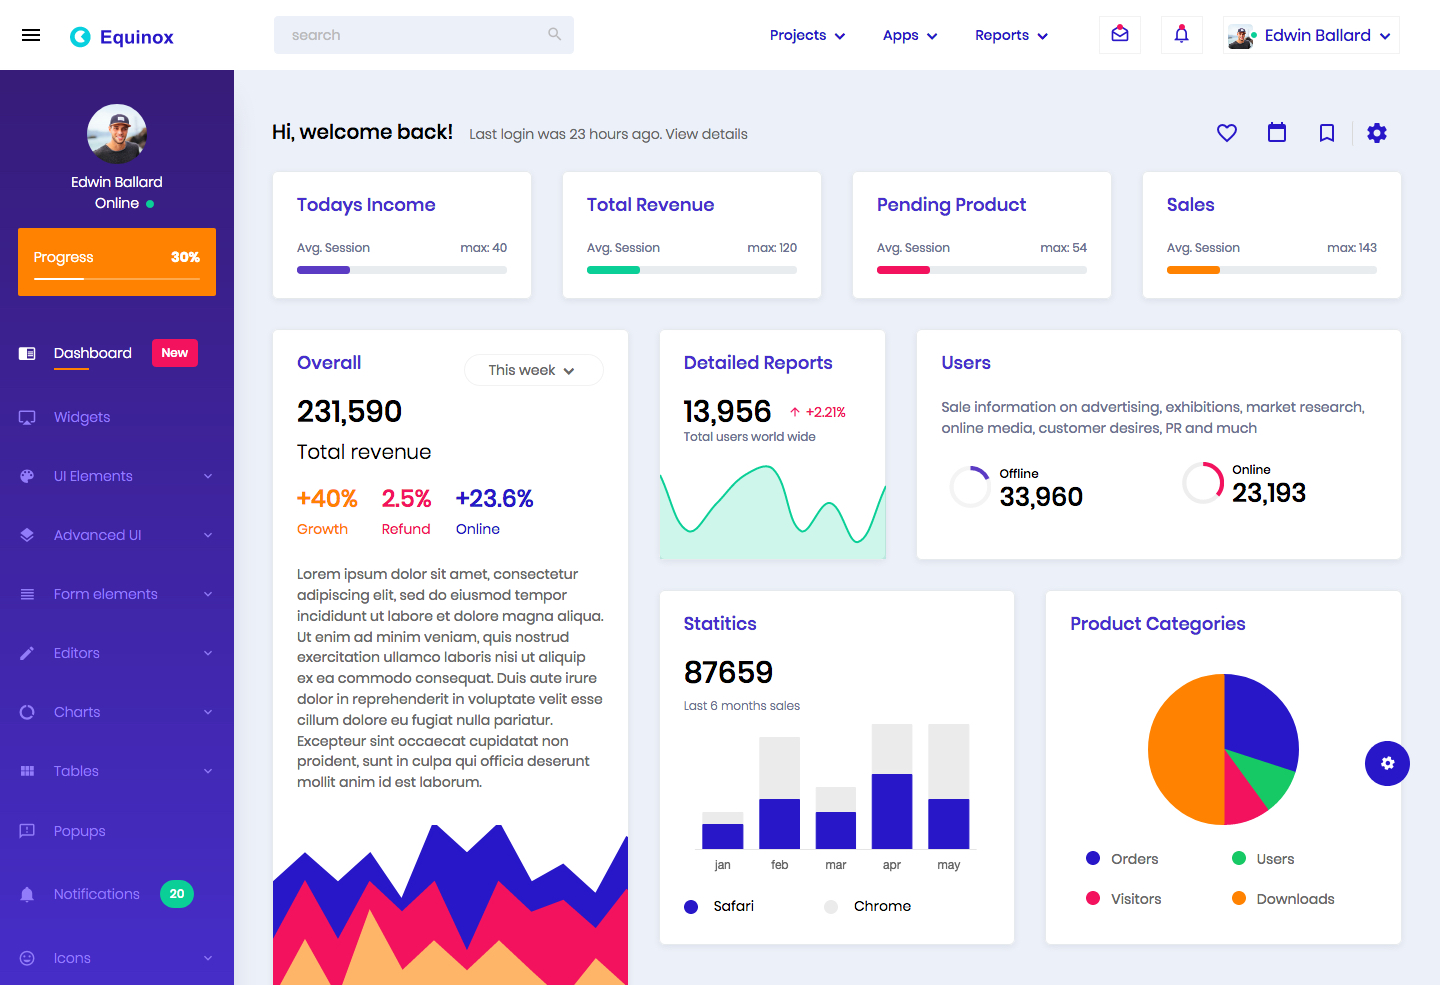 Equinox
search
Projects
Apps
Reports
Edwin Ballard
Edwin Ballard
Online
Progress 30%
Dashboard New
Widgets
UI Elements
Advanced UI
Form elements
Editors
Charts
Tables
Popups
Notifications 20
Icons
Hi, welcome back! Last login was 23 hours ago. View details
Todays Income
Avg. Session max: 40
Total Revenue
Avg. Session max: 120
Pending Product
Avg. Session max: 54
Sales
Avg. Session max: 143
Overall
This week
231,590
Total revenue
+40% 2.5% +23.6%
Growth Refund Online
Lorem ipsum dolor sit amet, consectetur
adipiscing elit, sed do eiusmod tempor
incididunt ut labore et dolore magna aliqua.
Ut enim ad minim veniam, quis nostrud
exercitation ullamco laboris nisi ut aliquip
ex ea commodo consequat. Duis aute irure
dolor in reprehenderit in voluptate velit esse
cillum dolore eu fugiat nulla pariatur.
Excepteur sint occaecat cupidatat non
proident, sunt in culpa qui officia deserunt
mollit anim id est laborum.
Detailed Reports
13,956 +2.21%
Total users world wide
Users
Sale information on advertising, exhibitions, market research,
online media, customer desires, PR and much
Offline
33,960
Online
23,193
Statitics
87659
Last 6 months sales
jan feb mar apr may
Safari Chrome
Product Categories
Orders Users
Visitors Downloads